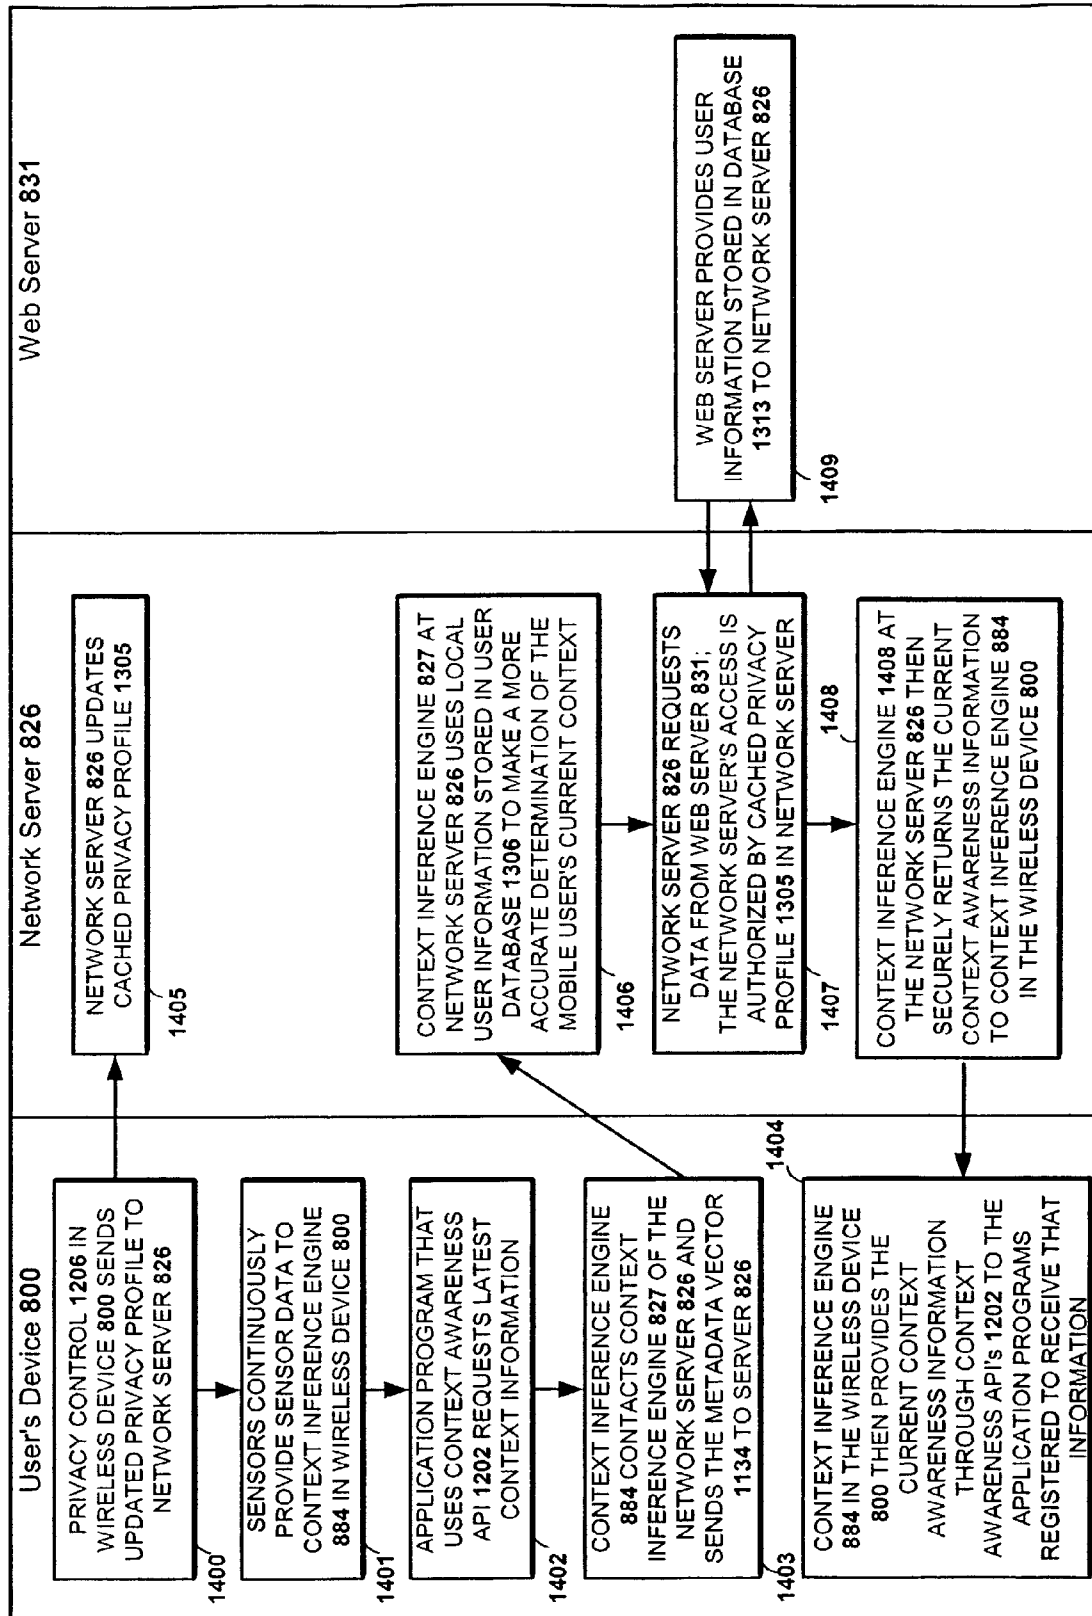 User's Device 800
PRIVACY CONTROL 1206 IN
WIRELESS DEVICE 800 SENDS
UPDATED PRIVACY PROFILE TO
NETWORK SERVER 826
1400
SENSORS CONTINUOUSLY
PROVIDE SENSOR DATA TO
CONTEXT INFERENCE ENGINE
884 IN WIRELESS DEVICE 800
1401
APPLICATION PROGRAM THAT
USES CONTEXT AWARENESS
API 1202 REQUESTS LATEST
CONTEXT INFORMATION
1402
CONTEXT INFERENCE ENGINE
884 CONTACTS CONTEXT
INFERENCE ENGINE 827 OF THE
NETWORK SERVER 826 AND
SENDS THE METADATA VECTOR
1134 TO SERVER 826
1403
1404
CONTEXT INFERENCE ENGINE
884 IN THE WIRELESS DEVICE
800 THEN PROVIDES THE
CURRENT CONTEXT
AWARENESS INFORMATION
THROUGH CONTEXT
AWARENESS API's 1202 TO THE
APPLICATION PROGRAMS
REGISTERED TO RECEIVE THAT
INFORMATION
Network Server 826
NETWORK SERVER 826 UPDATES
CACHED PRIVACY PROFILE 1305
1405
CONTEXT INFERENCE ENGINE 827 AT
NETWORK SERVER 826 USES LOCAL
USER INFORMATION STORED IN USER
DATABASE 1306 TO MAKE A MORE
ACCURATE DETERMINATION OF THE
MOBILE USER'S CURRENT CONTEXT
1406
NETWORK SERVER 826 REQUESTS
DATA FROM WEB SERVER 831;
THE NETWORK SERVER'S ACCESS IS
AUTHORIZED BY CACHED PRIVACY
PROFILE 1305 IN NETWORK SERVER
1407
1408
CONTEXT INFERENCE ENGINE 1408 AT
THE NETWORK SERVER 826 THEN
SECURELY RETURNS THE CURRENT
CONTEXT AWARENESS INFORMATION
TO CONTEXT INFERENCE ENGINE 884
IN THE WIRELESS DEVICE 800
Web Server 831
WEB SERVER PROVIDES USER
INFORMATION STORED IN DATABASE
1313 TO NETWORK SERVER 826
1409